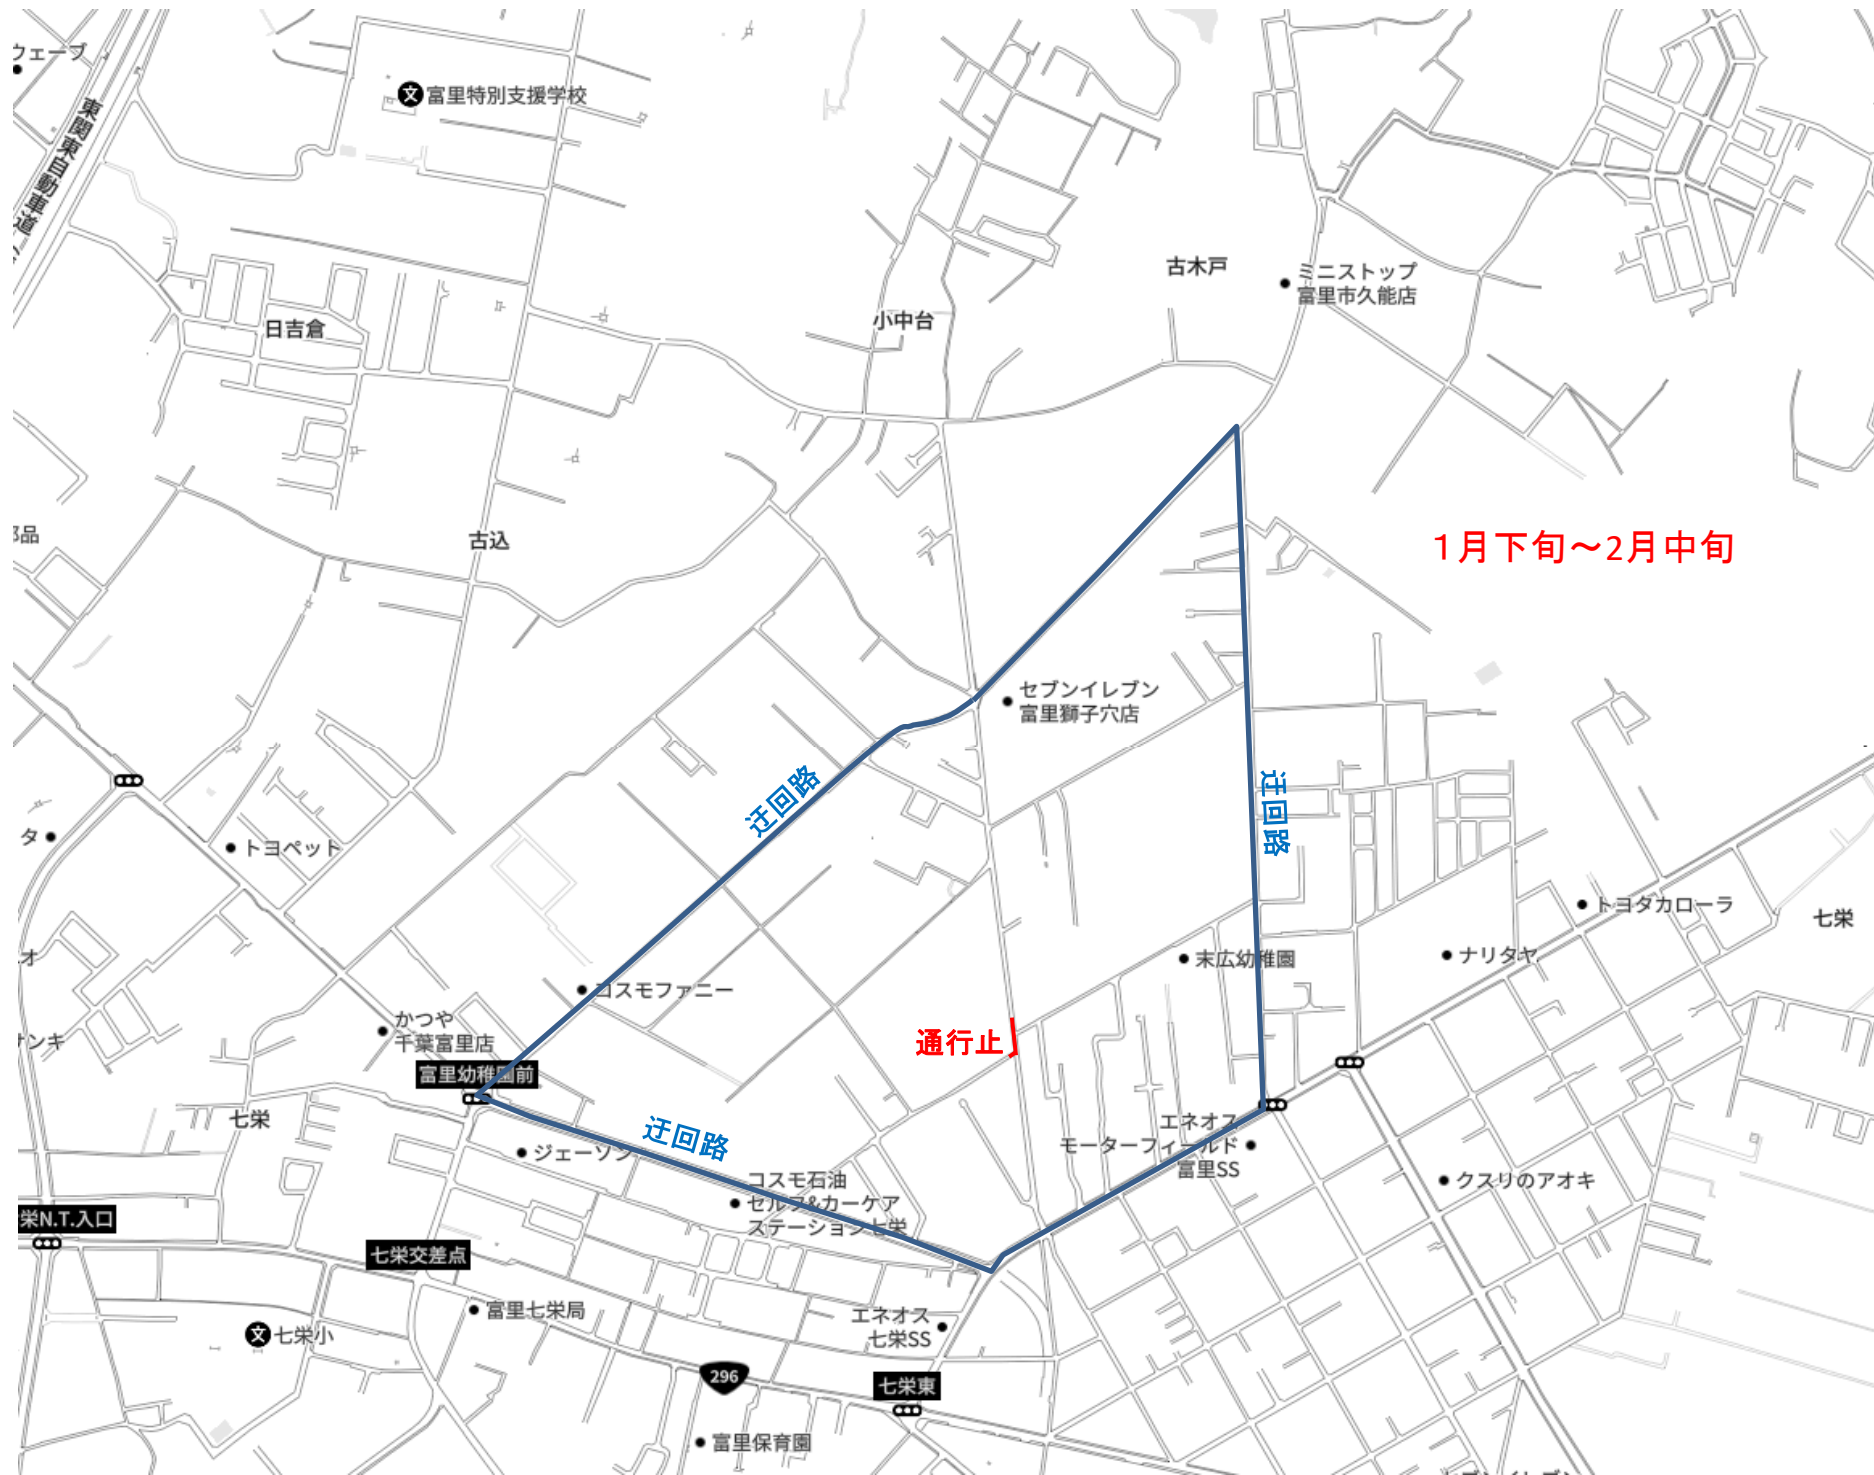 ウェーブ
富里特別支援学校
東関東自動車道
古木戸
ミニストップ
富里市久能店
小中台
日吉倉
部品
古込
1月下旬～2月中旬
セブンイレブン
富里獅子穴店
迂回路
迂回路
タ
トヨペット
トヨタカローラ
七栄
オ
末広幼稚園
ナリタヤ
コスモファニー
かつや
千葉富里店
ンキ
通行止
富里幼稚園前
七栄
迂回路
ジェーソン
エネオス
モーターフィールド
富里SS
コスモ石油
セルフ&カーケア
ステーション七栄
クスリのアオキ
栄N.T.入口
七栄交差点
富里七栄局
エネオス
七栄SS
七栄小
296
七栄東
富里保育園